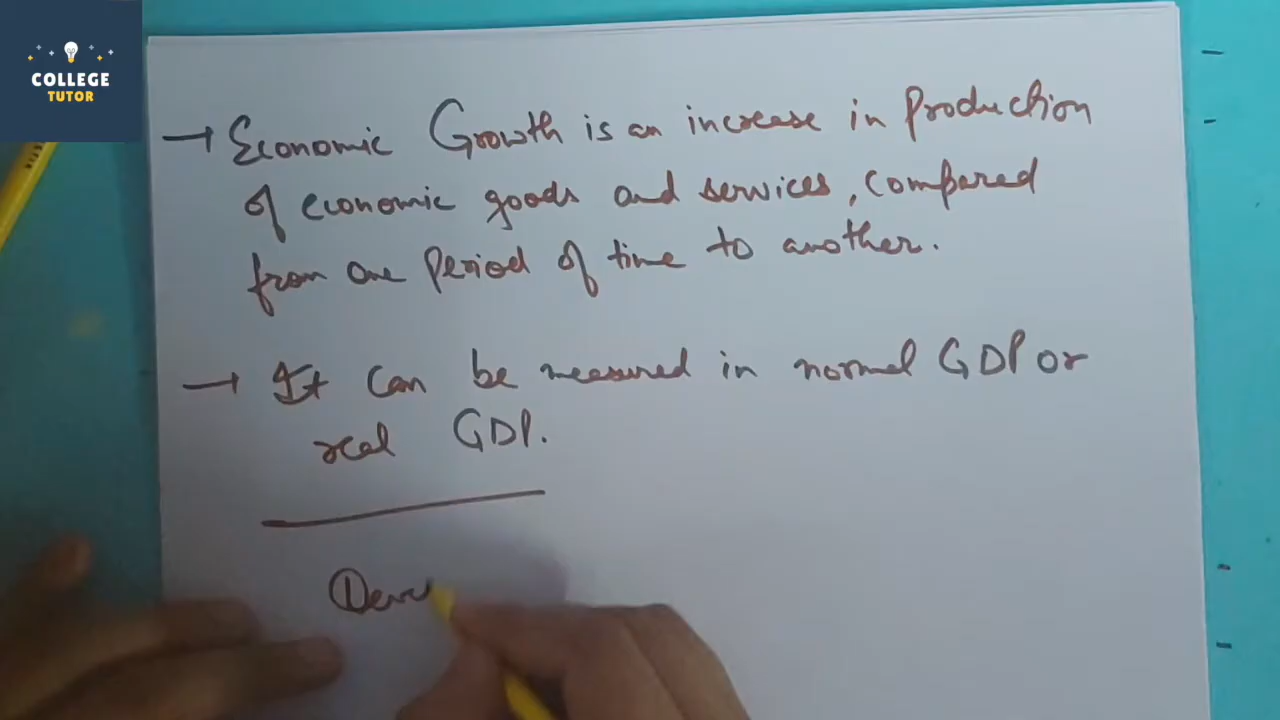 COLLEGE
TUTOR
→ Economic Growth is an increase in Production
of economic goods and services, compared
from one period of time to another.
→ It can be measured in normal GDP or
real GDP.